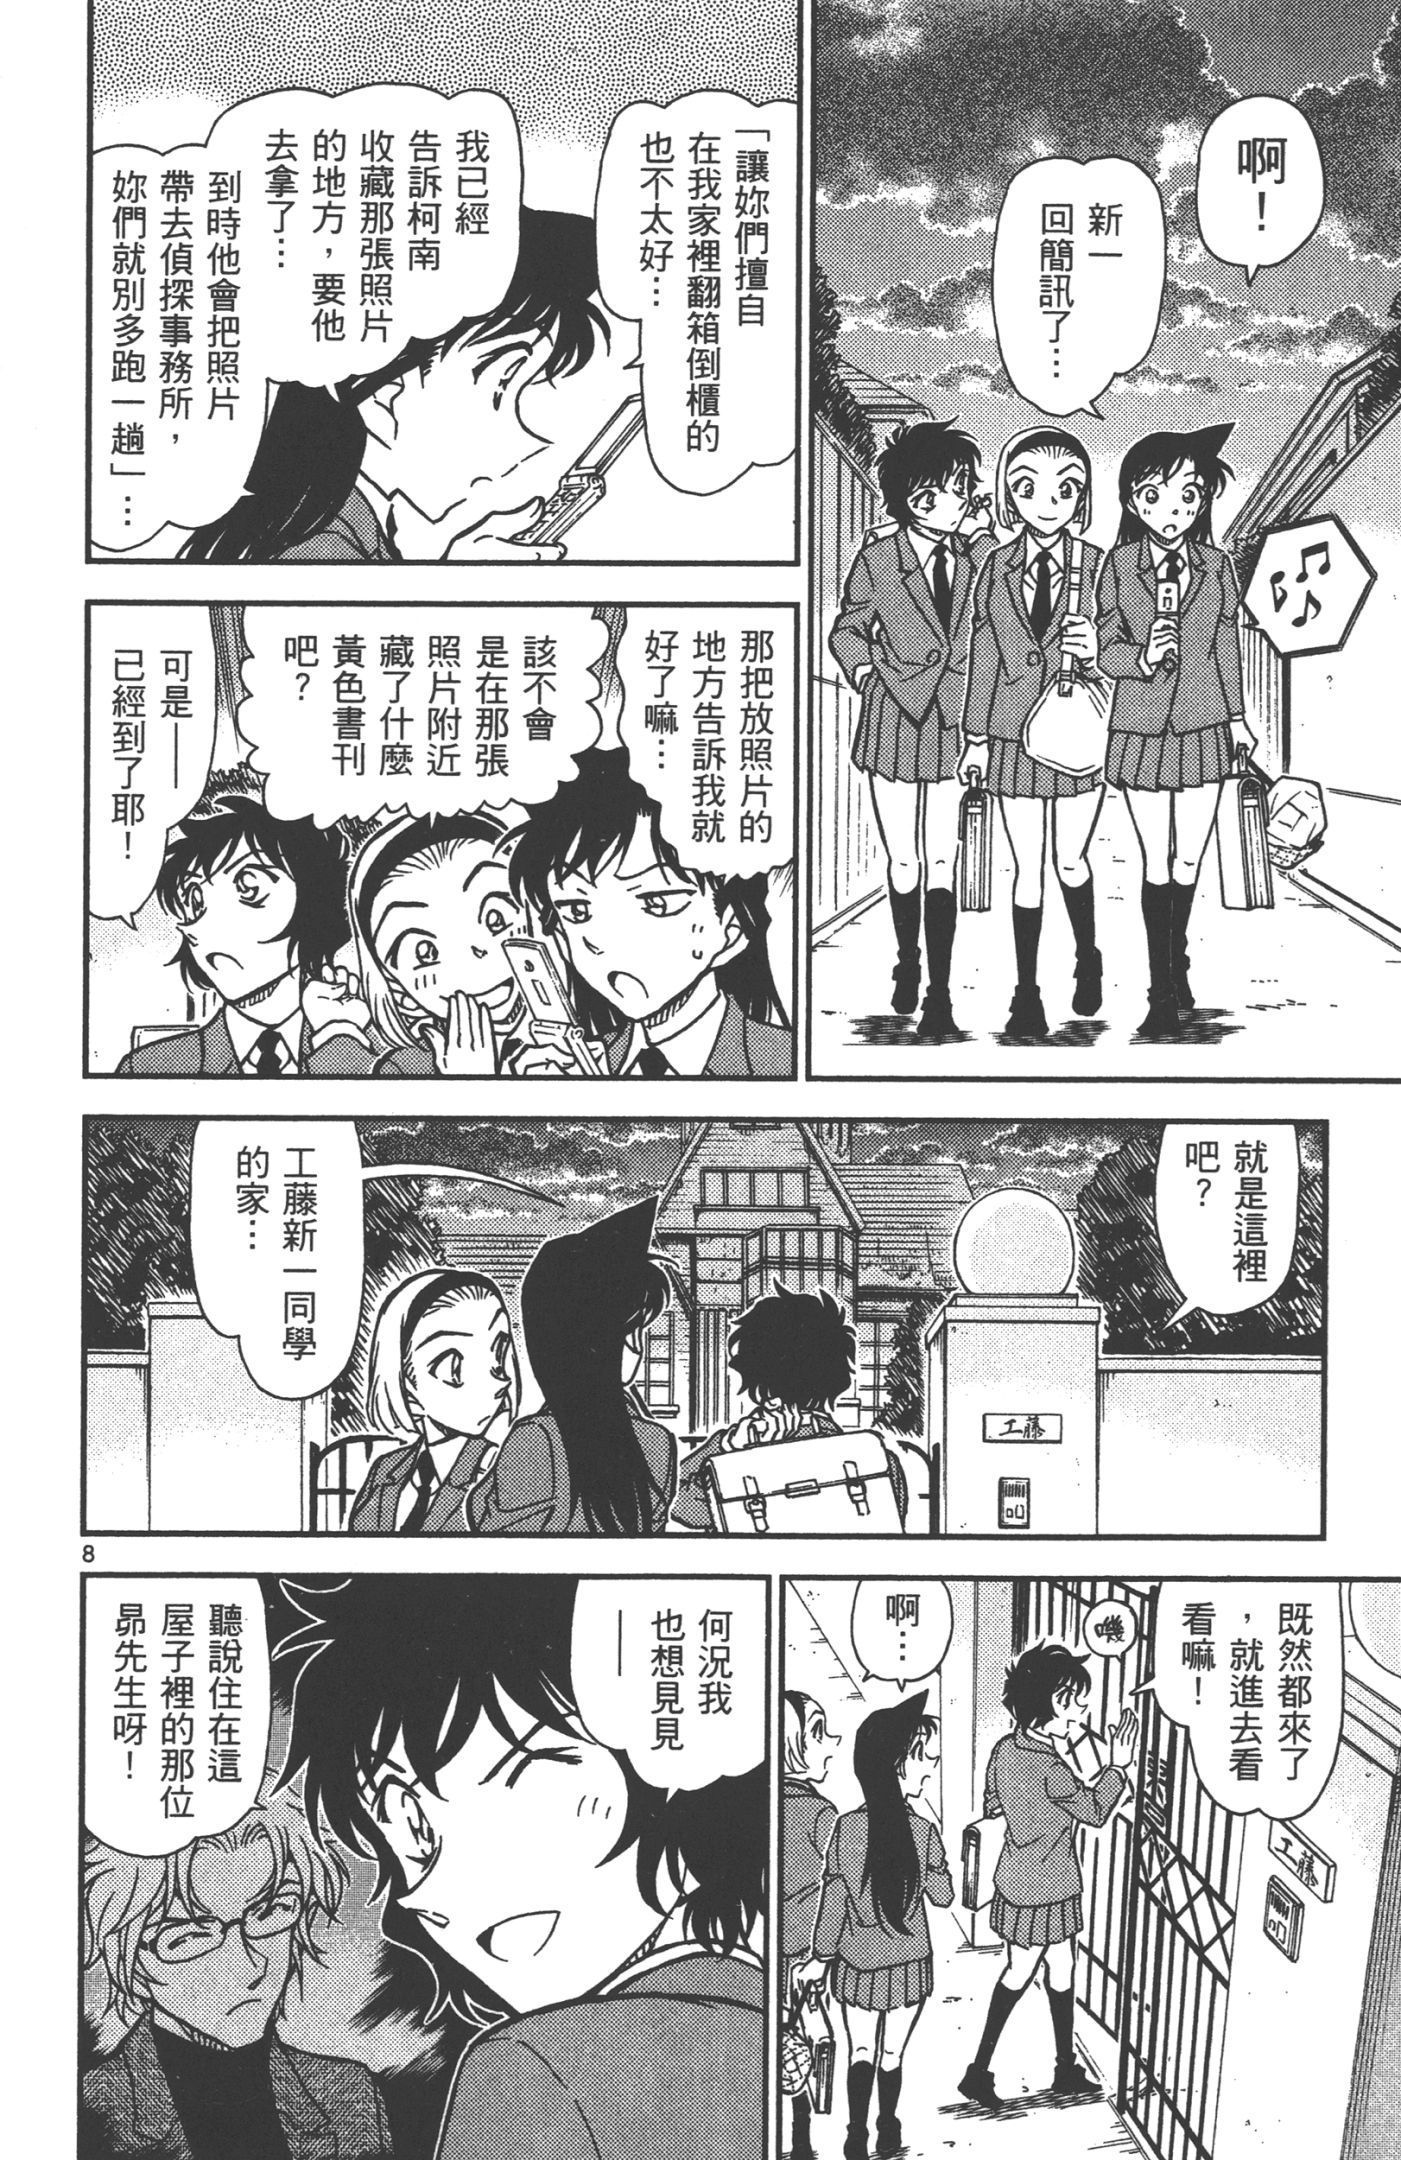 啊！
新一
回簡訊了…
「讓妳們擅自
在我家裡翻箱倒櫃的
也不太好…
我已經
告訴柯南
收藏那張照片
的地方，要他
去拿了…
到時他會把照片
帶去偵探事務所，
妳們就別多跑一趟」…
那把放照片的
地方告訴我就
好了嘛…
該不會
是在那張
照片附近
藏了什麼
黃色書刊
吧？
可是——
已經到了耶！
就是這裡
吧？
工藤新一同學
的家…
工藤
8
既然都來了
，就進去看
看嘛！
嘰
啊…
工藤
何況我
也想見見
——
聽說住在這
屋子裡的那位
昴先生呀！